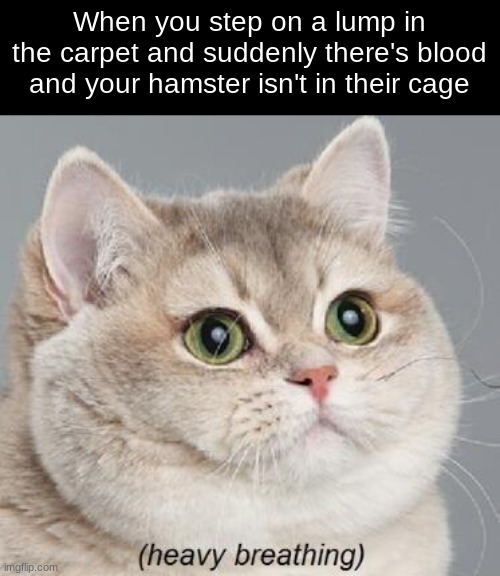 When you step on a lump in
the carpet and suddenly there's blood
and your hamster isn't in their cage
(heavy breathing)
imgflip.com